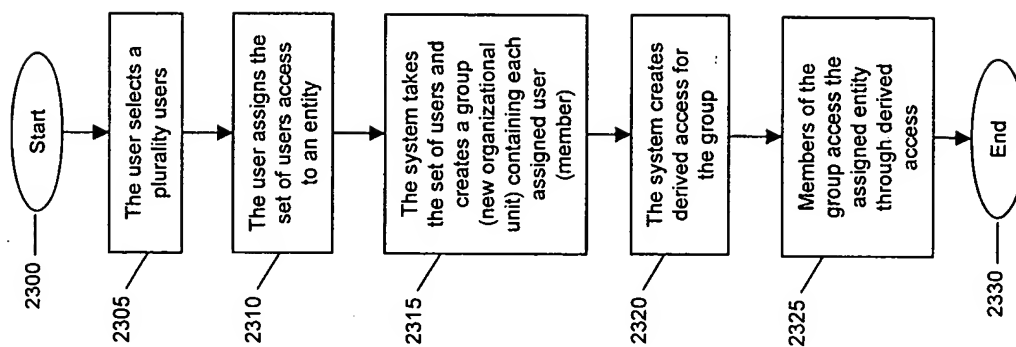 2300
Start
2305
The user selects a
plurality users
2310
The user assigns the
set of users access
to an entity
2315
The system takes
the set of users and
creates a group
(new organizational
unit) containing each
assigned user
(member)
2320
The system creates
derived access for
the group
2325
Members of the
group access the
assigned entity
through derived
access
2330
End